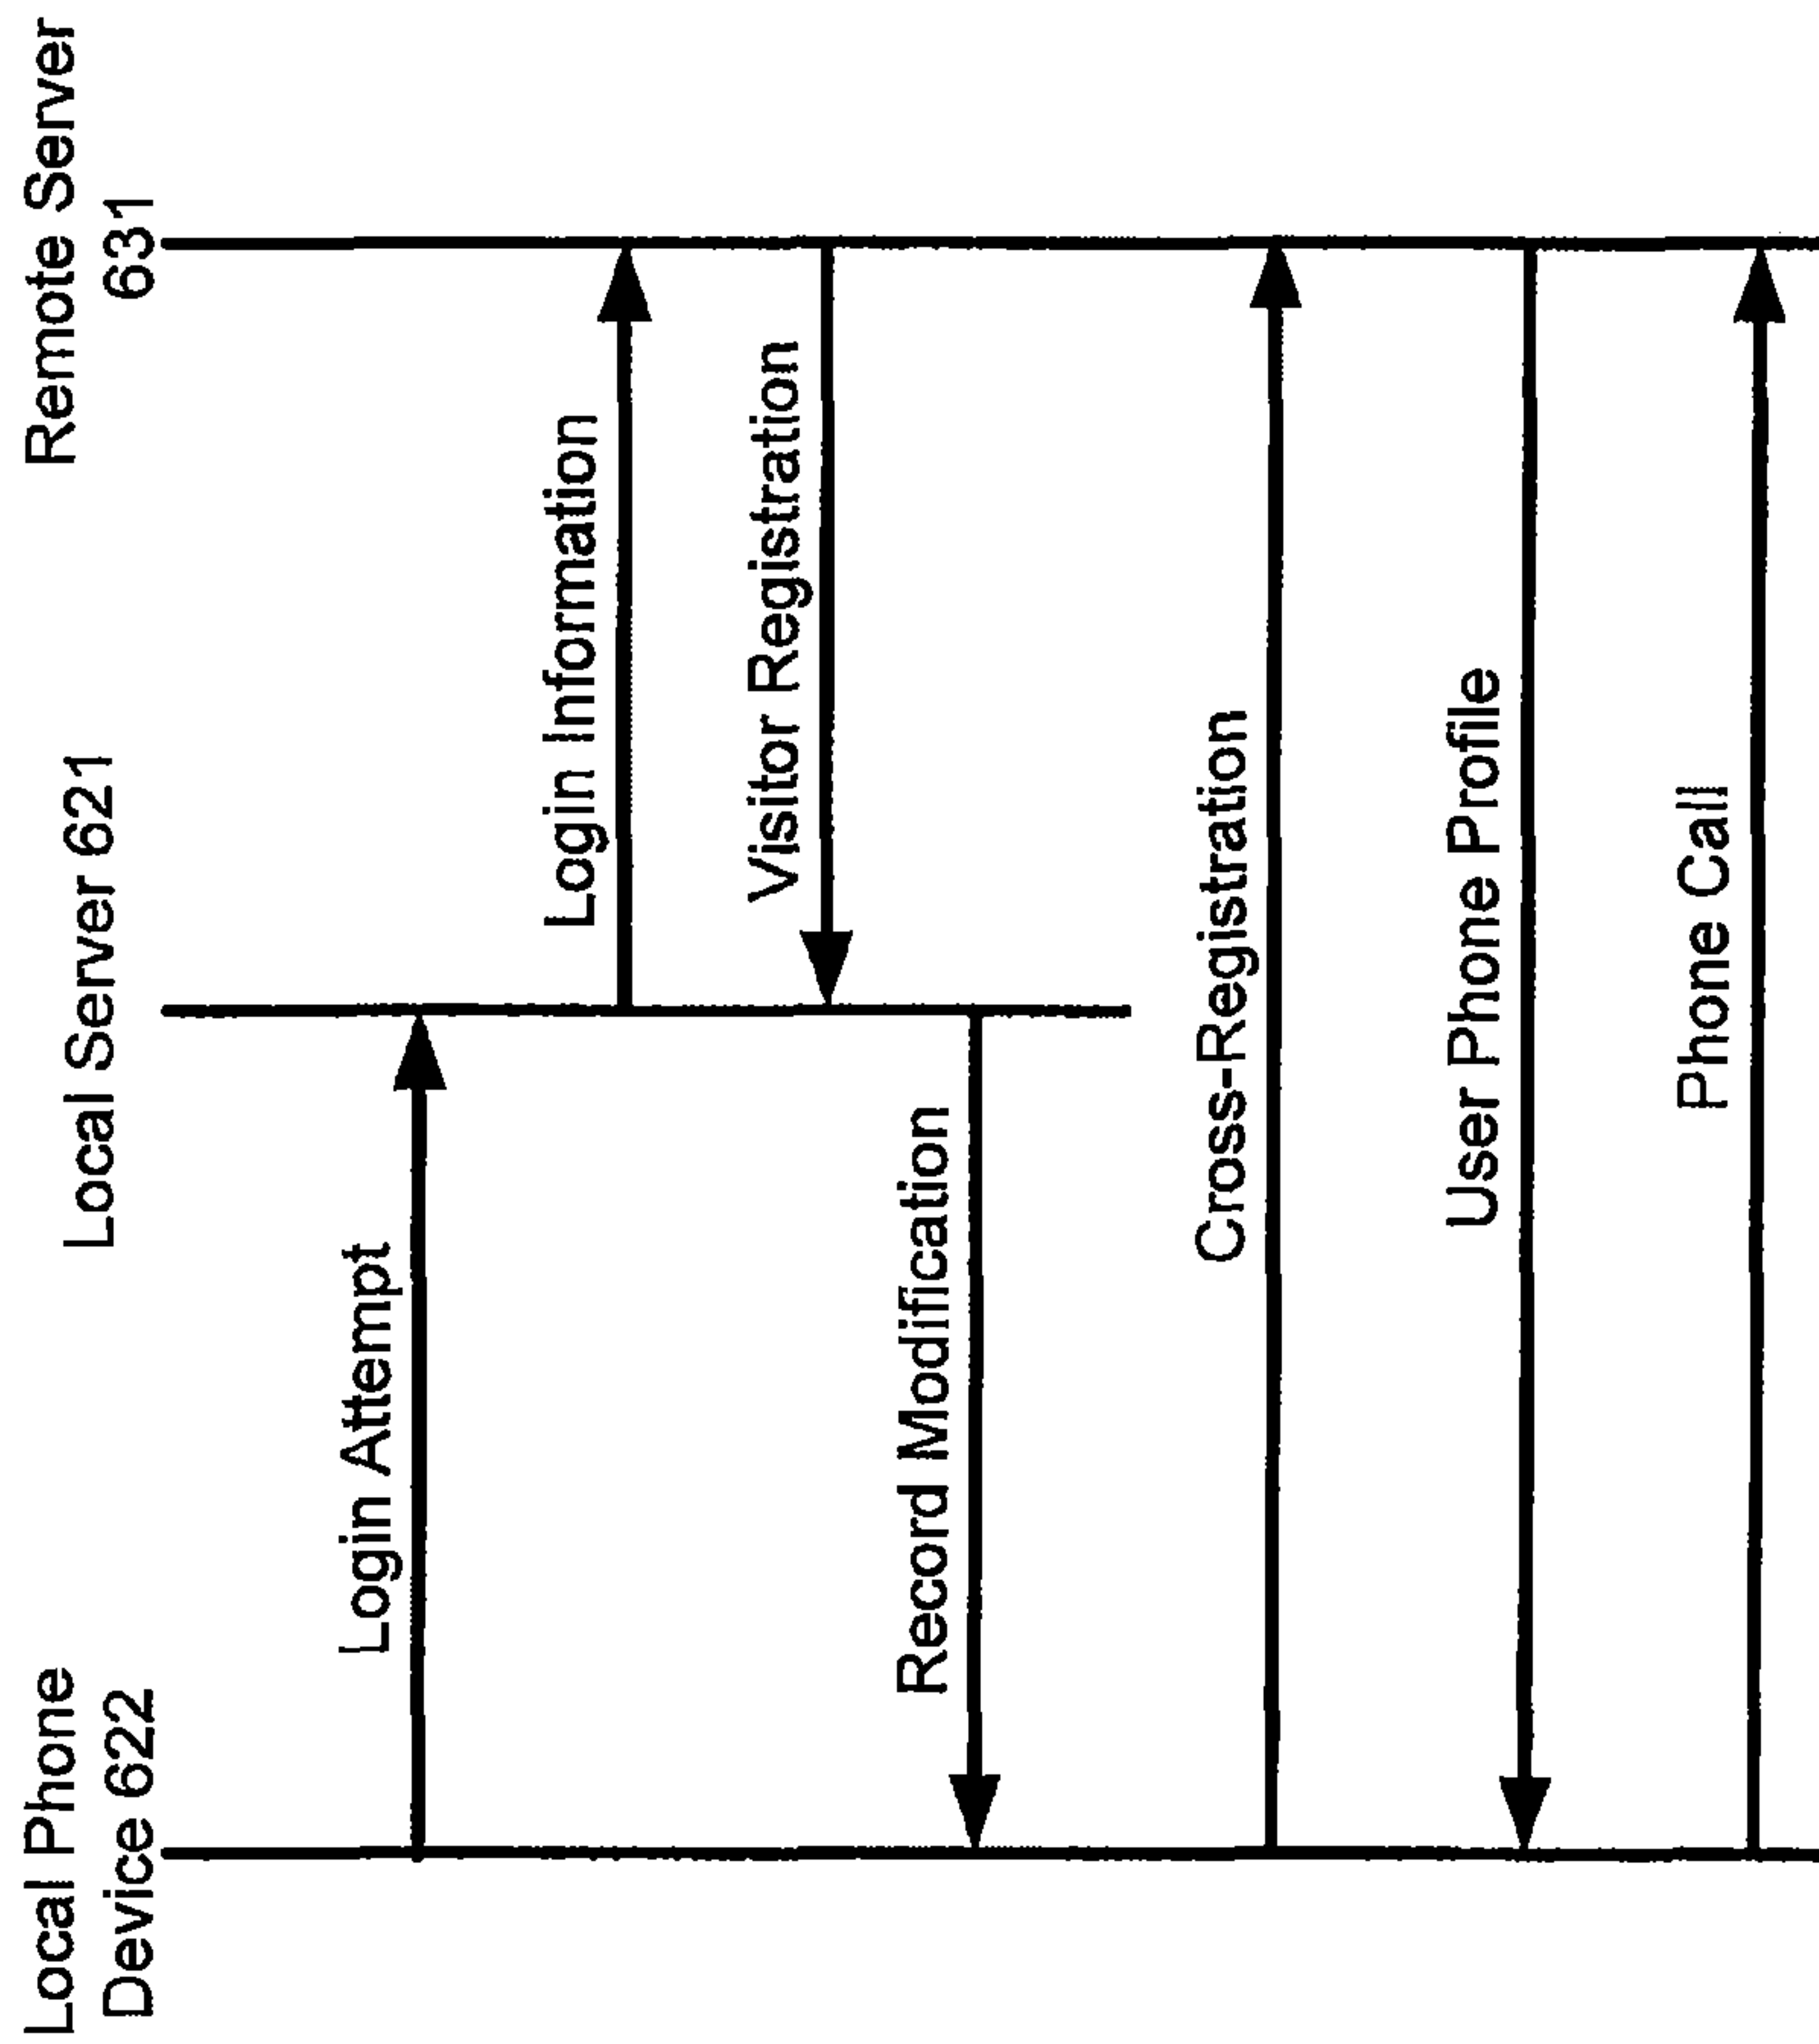 Local Phone
Device 622
Local Server 621
Remote Server
631
Login Attempt
Login Information
Visitor Registration
Record Modification
Cross-Registration
User Phone Profile
Phone Call